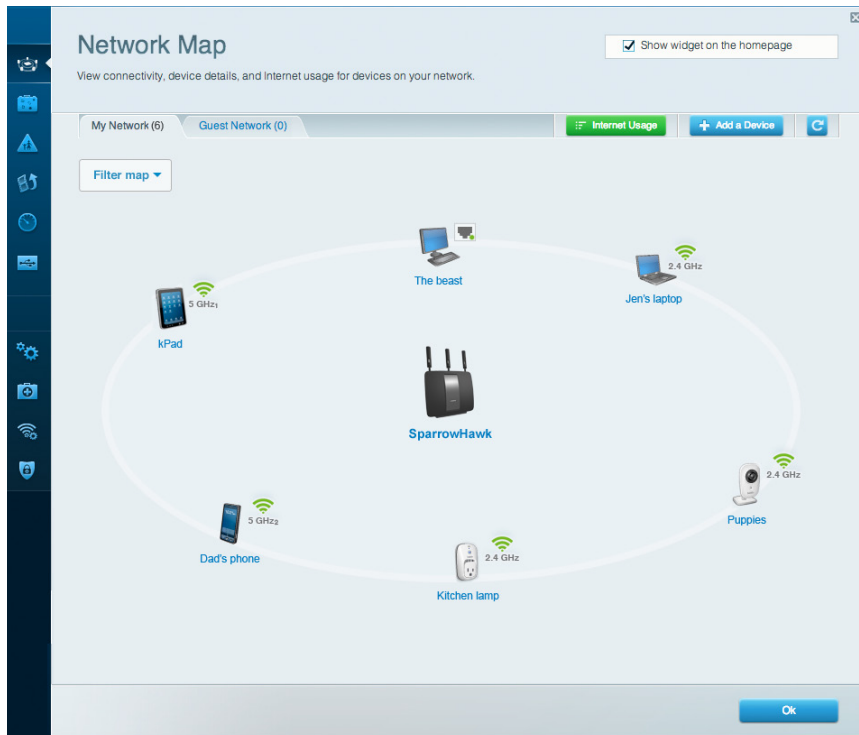 Network Map
Show widget on the homepage
View connectivity, device details, and Internet usage for devices on your network.
My Network (6)
Guest Network (0)
Internet Usage
Add a Device
Filter map
The beast
2.4 GHz
Jen's laptop
5 GHz1
kPad
SparrowHawk
2.4 GHz
Puppies
5 GHz2
Dad's phone
2.4 GHz
Kitchen lamp
Ok